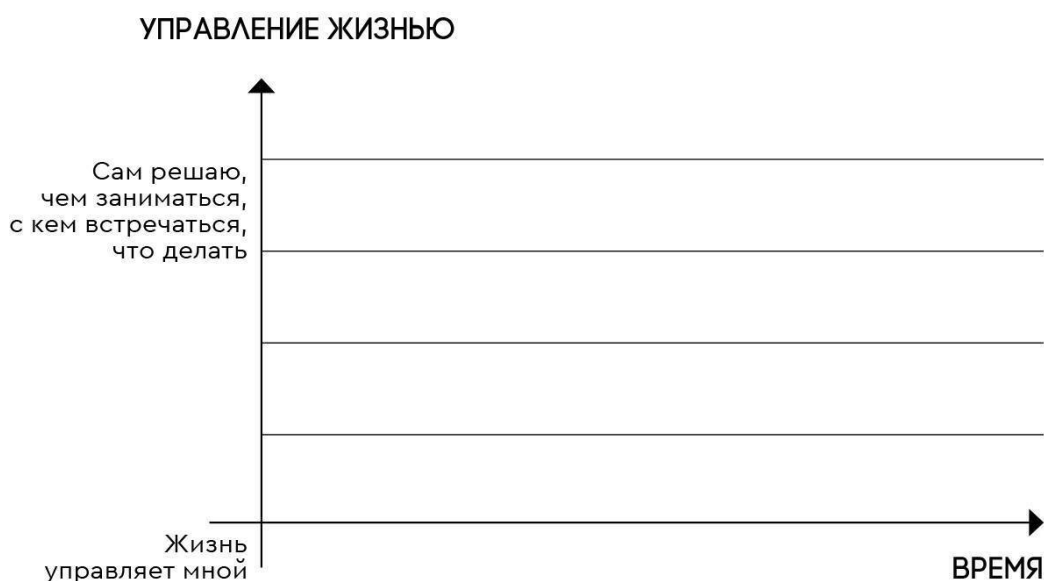 УПРАВЛЕНИЕ ЖИЗНЬЮ
Сам решаю,
чем заниматься,
с кем встречаться,
что делать
Жизнь
управляет мной
ВРЕМЯ